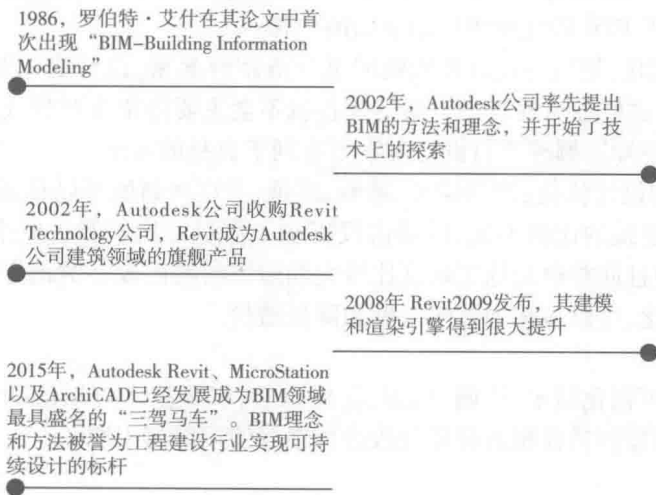 1986，罗伯特·艾什在其论文中首
次出现“BIM–Building Information
Modeling”
2002年，Autodesk公司率先提出
BIM的方法和理念，并开始了技
术上的探索
2002年，Autodesk公司收购Revit
Technology公司，Revit成为Autodesk
公司建筑领域的旗舰产品
2008年 Revit2009发布，其建模
和渲染引擎得到很大提升
2015年，Autodesk Revit、MicroStation
以及ArchiCAD已经发展成为BIM领域
最具盛名的“三驾马车”。BIM理念
和方法被誉为工程建设行业实现可持
续设计的标杆